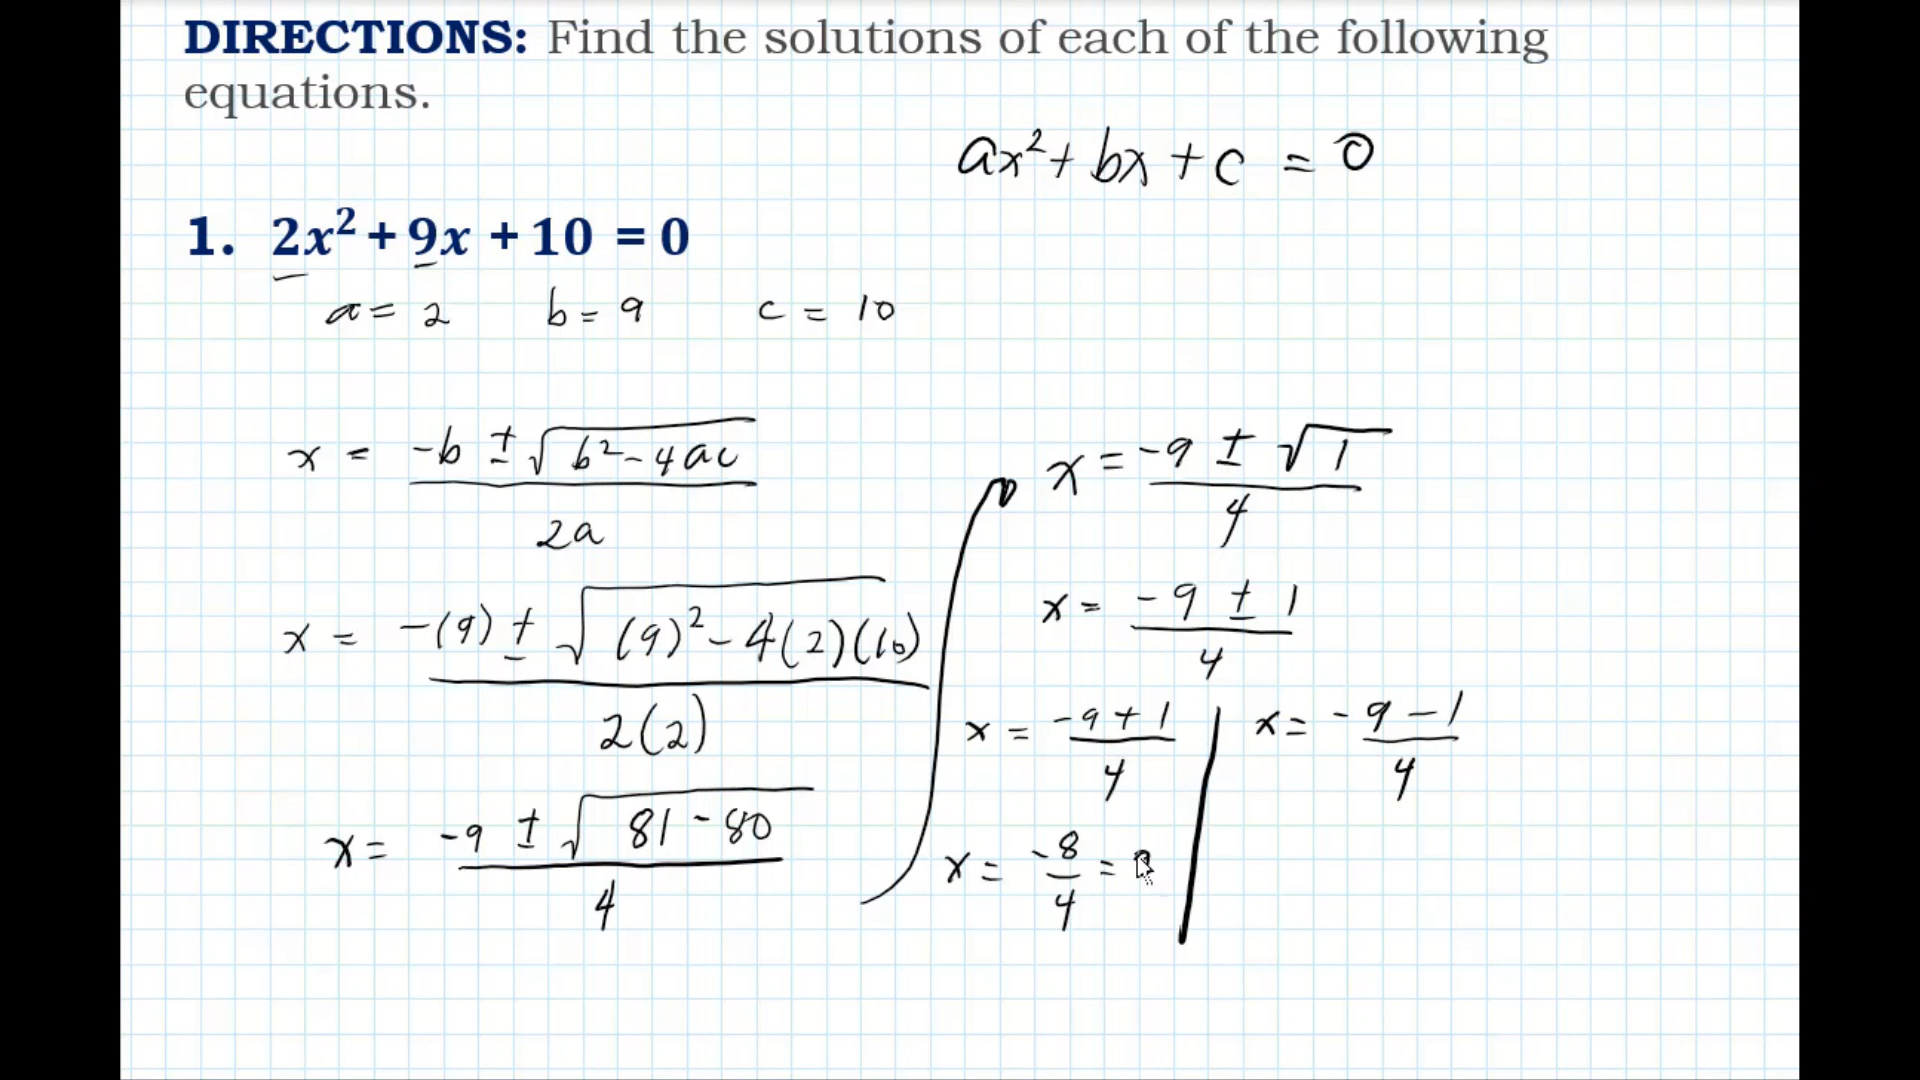 DIRECTIONS: Find the solutions of each of the following
equations.
ax² + bx + c = 0
1. 2x² + 9x + 10 = 0
a = 2 b = 9 c = 10
x = (-b ± √(b² - 4ac)) / 2a
x = (-(9) ± √((9)² - 4(2)(10))) / 2(2)
x = (-9 ± √(81 - 80)) / 4
x = (-9 ± √1) / 4
x = (-9 ± 1) / 4
x = (-9 + 1) / 4 x = (-9 - 1) / 4
x = -8/4 =